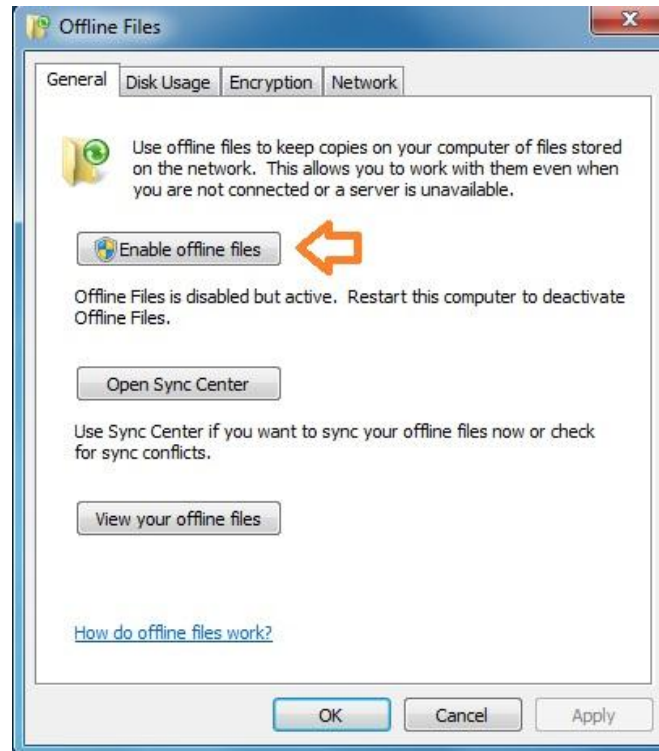 Offline Files
General Disk Usage Encryption Network
Use offline files to keep copies on your computer of files stored
on the network. This allows you to work with them even when
you are not connected or a server is unavailable.
Enable offline files
Offline Files is disabled but active. Restart this computer to deactivate
Offline Files.
Open Sync Center
Use Sync Center if you want to sync your offline files now or check
for sync conflicts.
View your offline files
How do offline files work?
OK Cancel Apply